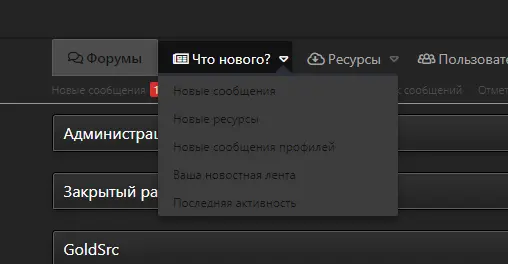 Форумы Что нового? Ресурсы Пользовате
Новые сообщения 1 сообщений Отмет
Новые сообщения
Новые ресурсы
Администрац
Новые сообщения профилей
Ваша новостная лента
Закрытый ра
Последняя активность
GoldSrc